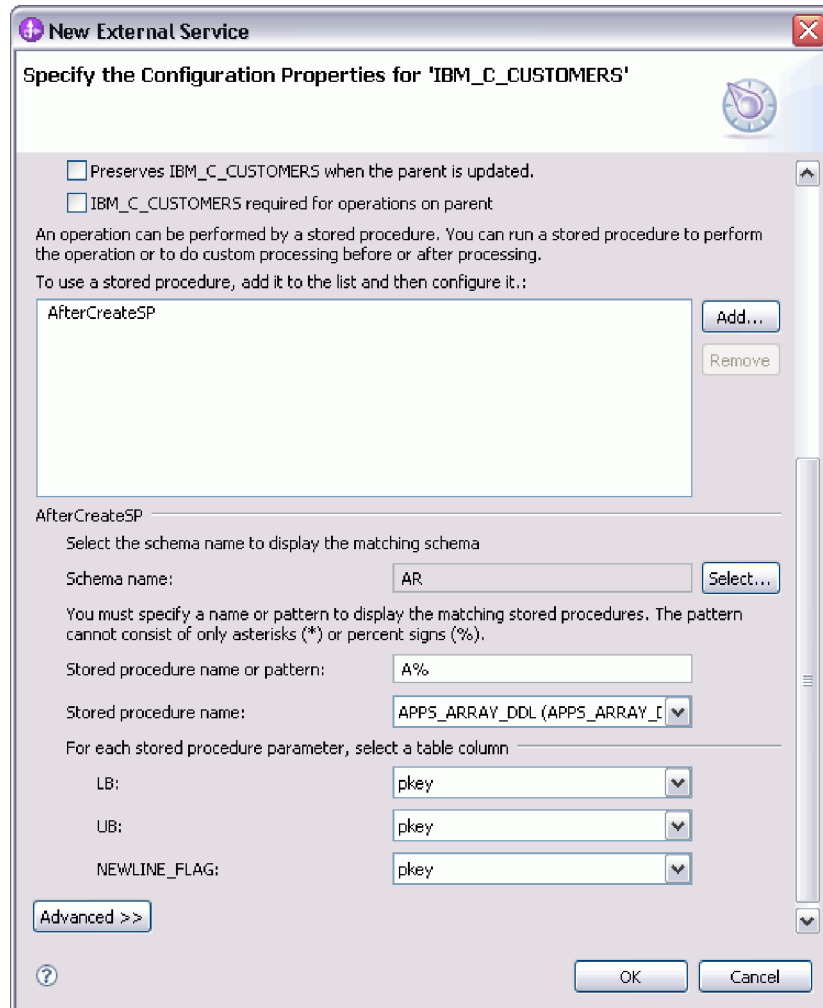 New External Service
Specify the Configuration Properties for 'IBM_C_CUSTOMERS'
Preserves IBM_C_CUSTOMERS when the parent is updated.
IBM_C_CUSTOMERS required for operations on parent
An operation can be performed by a stored procedure. You can run a stored procedure to perform
the operation or to do custom processing before or after processing.
To use a stored procedure, add it to the list and then configure it.:
AfterCreateSP
Add...
Remove
AfterCreateSP
Select the schema name to display the matching schema
Schema name: AR Select...
You must specify a name or pattern to display the matching stored procedures. The pattern
cannot consist of only asterisks (*) or percent signs (%).
Stored procedure name or pattern: A%
Stored procedure name: APPS_ARRAY_DDL (APPS_ARRAY_
For each stored procedure parameter, select a table column
LB: pkey
UB: pkey
NEWLINE_FLAG: pkey
Advanced >>
?
OK Cancel